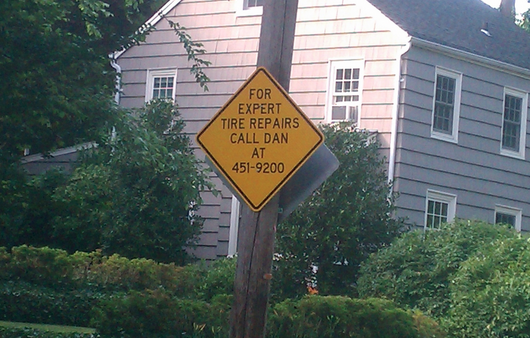 FOR
EXPERT
TIRE REPAIRS
CALL DAN
AT
451-9200